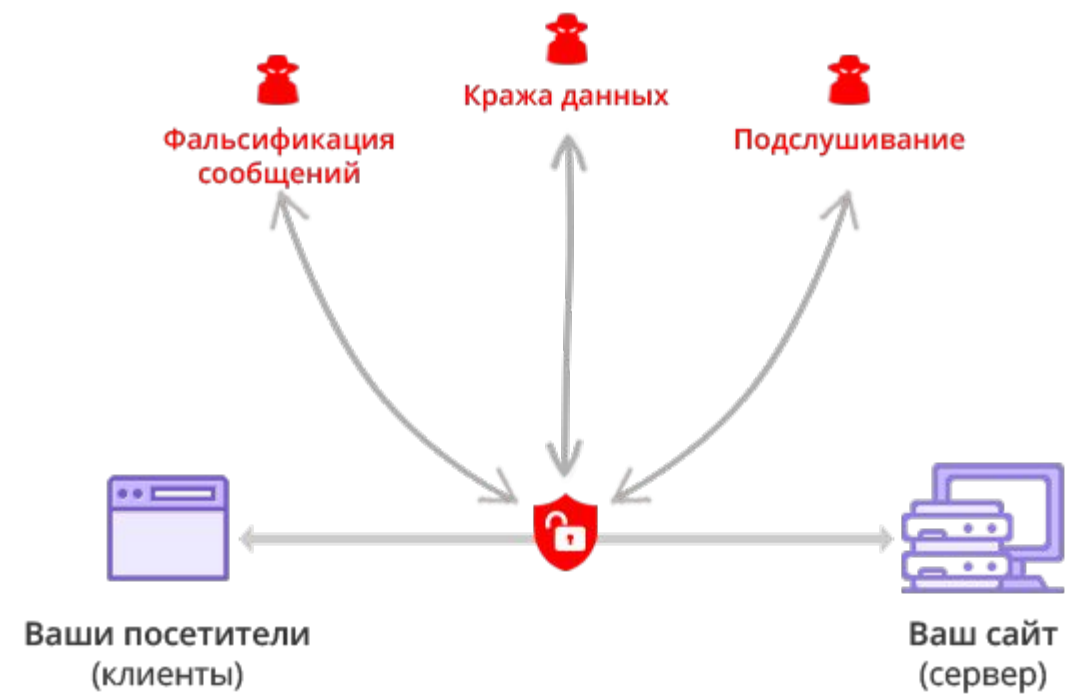 Кража данных
Фальсификация
сообщений
Подслушивание
Ваши посетители
(клиенты)
Ваш сайт
(сервер)